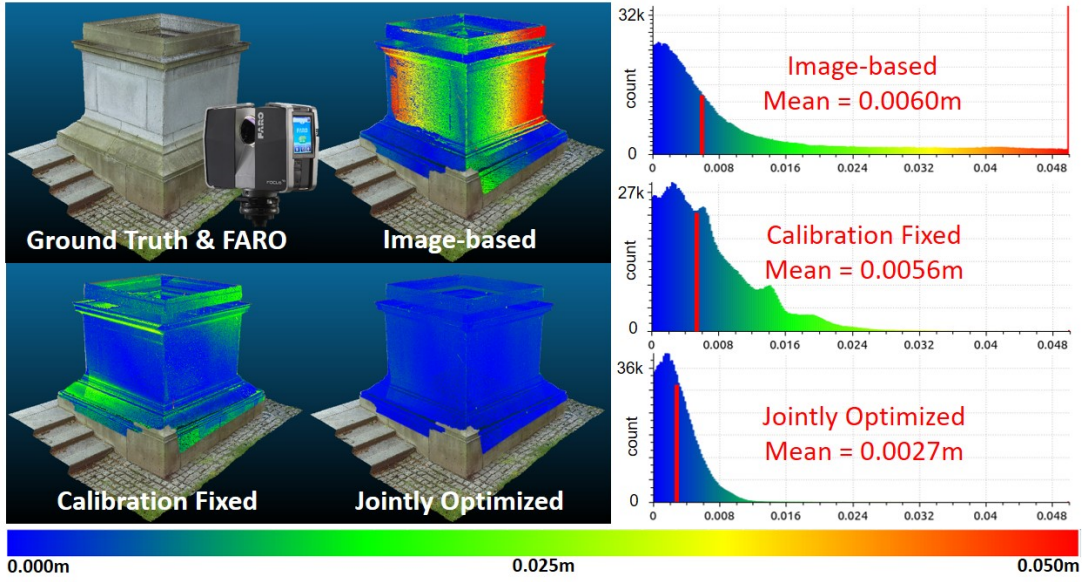 Ground Truth & FARO
FARO
Image-based
Calibration Fixed
Jointly Optimized
32k
count
0
Image-based
Mean = 0.0060m
0 0.008 0.016 0.024 0.032 0.04 0.048
27k
count
0
Calibration Fixed
Mean = 0.0056m
0 0.008 0.016 0.024 0.032 0.04 0.048
36k
count
0
Jointly Optimized
Mean = 0.0027m
0 0.008 0.016 0.024 0.032 0.04 0.048
0.000m 0.025m 0.050m